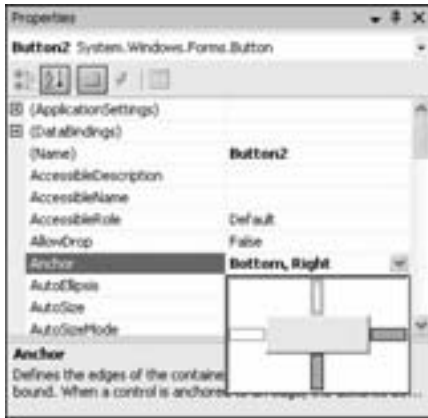 Properties
Button2 System.Windows.Forms.Button
(ApplicationSettings)
(DataBindings)
(Name) Button2
AccessibleDescription
AccessibleName
AccessibleRole Default
AllowDrop False
Anchor Bottom, Right
AutoEllipsis
AutoSize
AutoSizeMode
Anchor
Defines the edges of the containe
bound. When a control is anchored